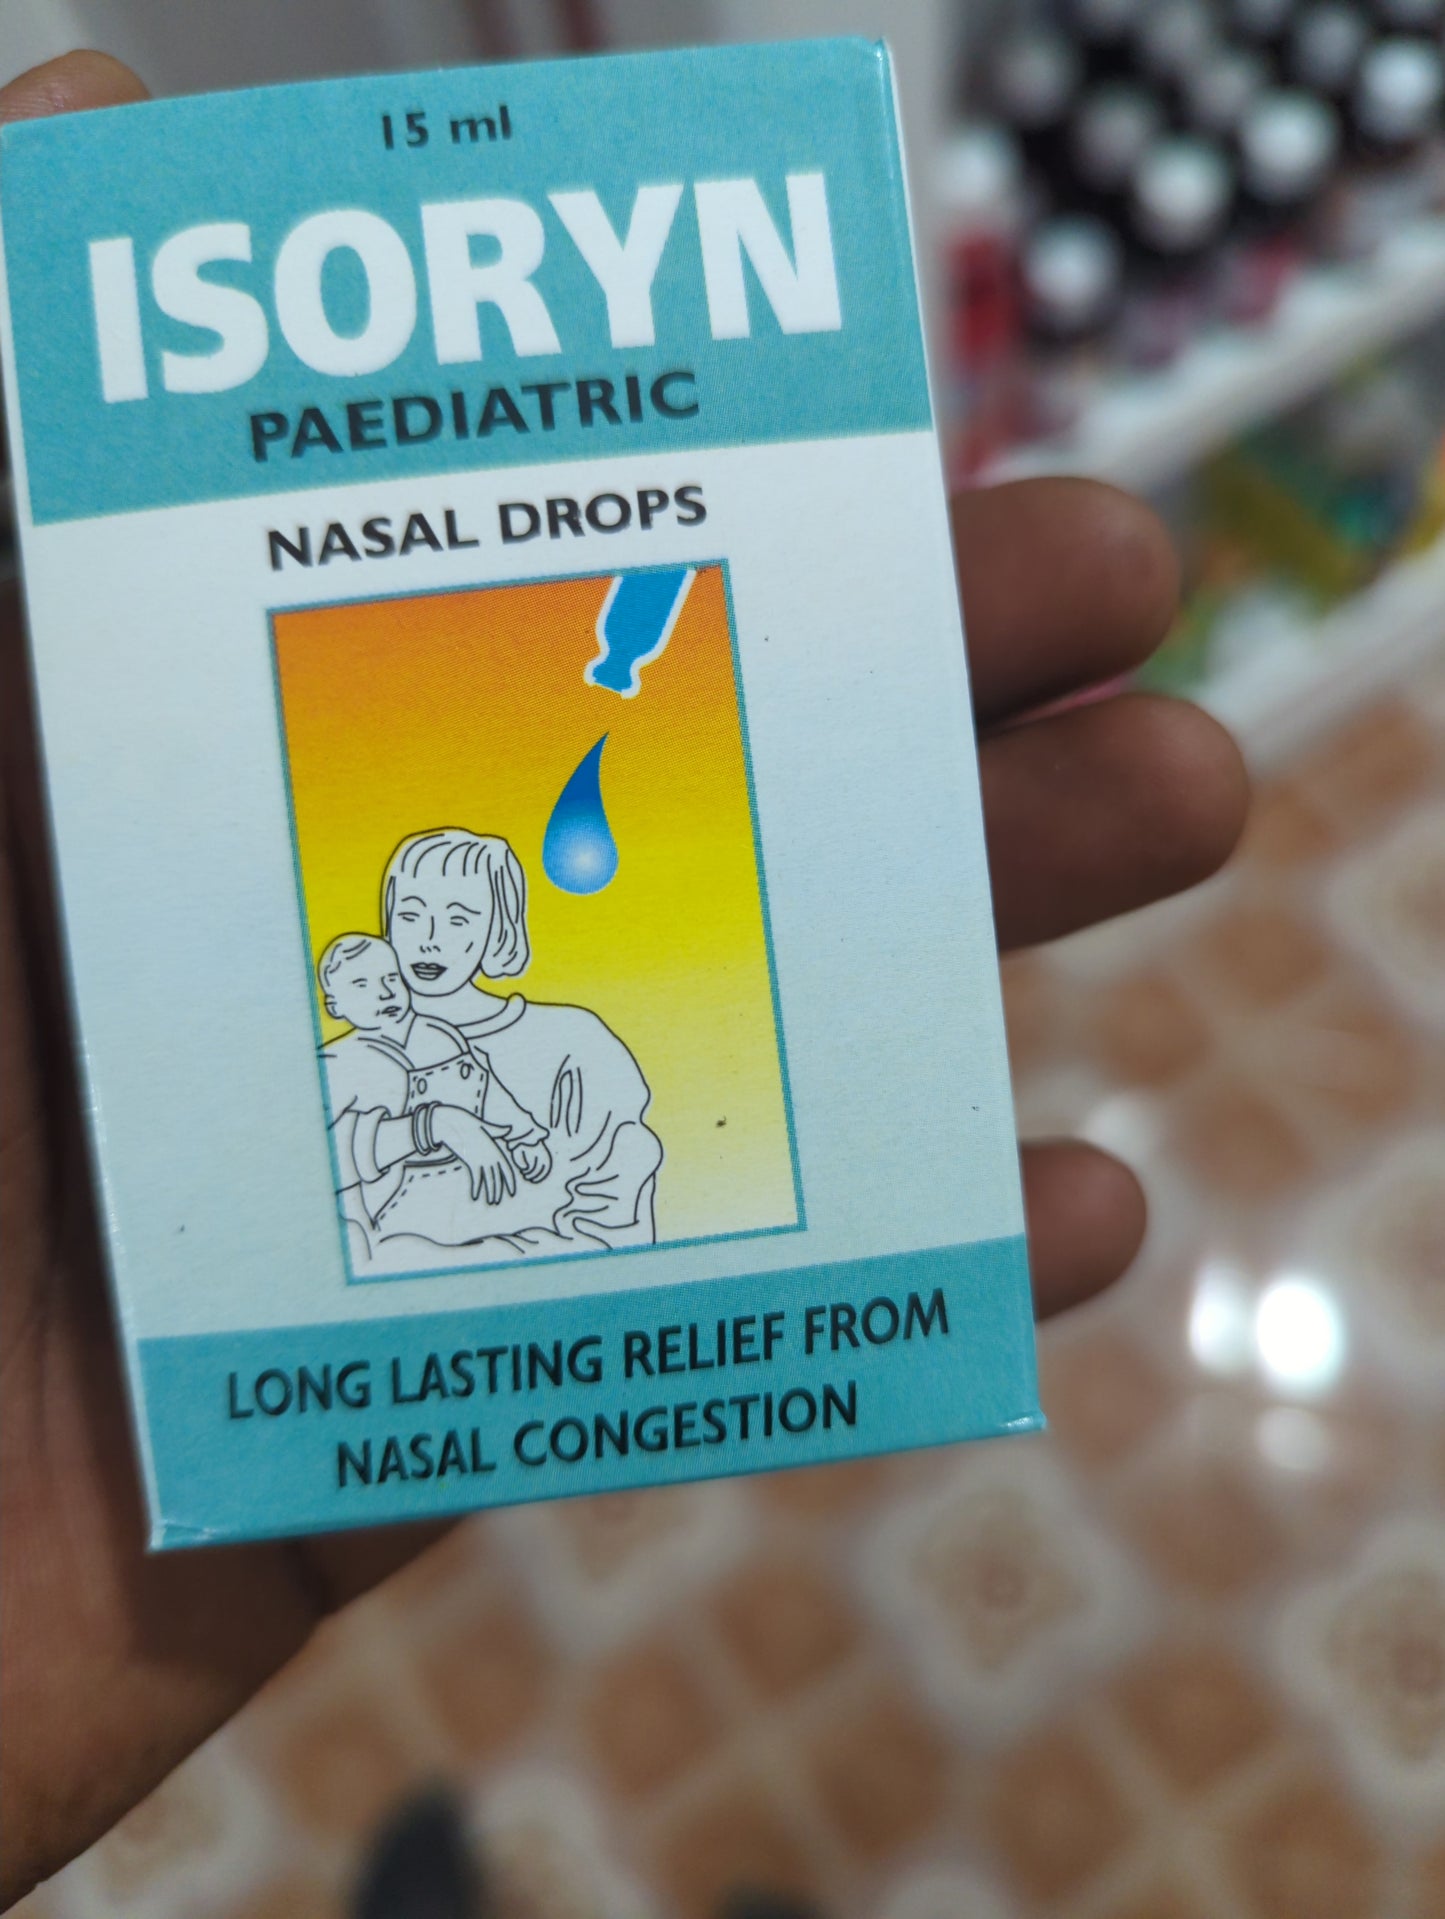 15 ml
ISORYN
PAEDIATRIC
NASAL DROPS
LONG LASTING RELIEF FROM
NASAL CONGESTION